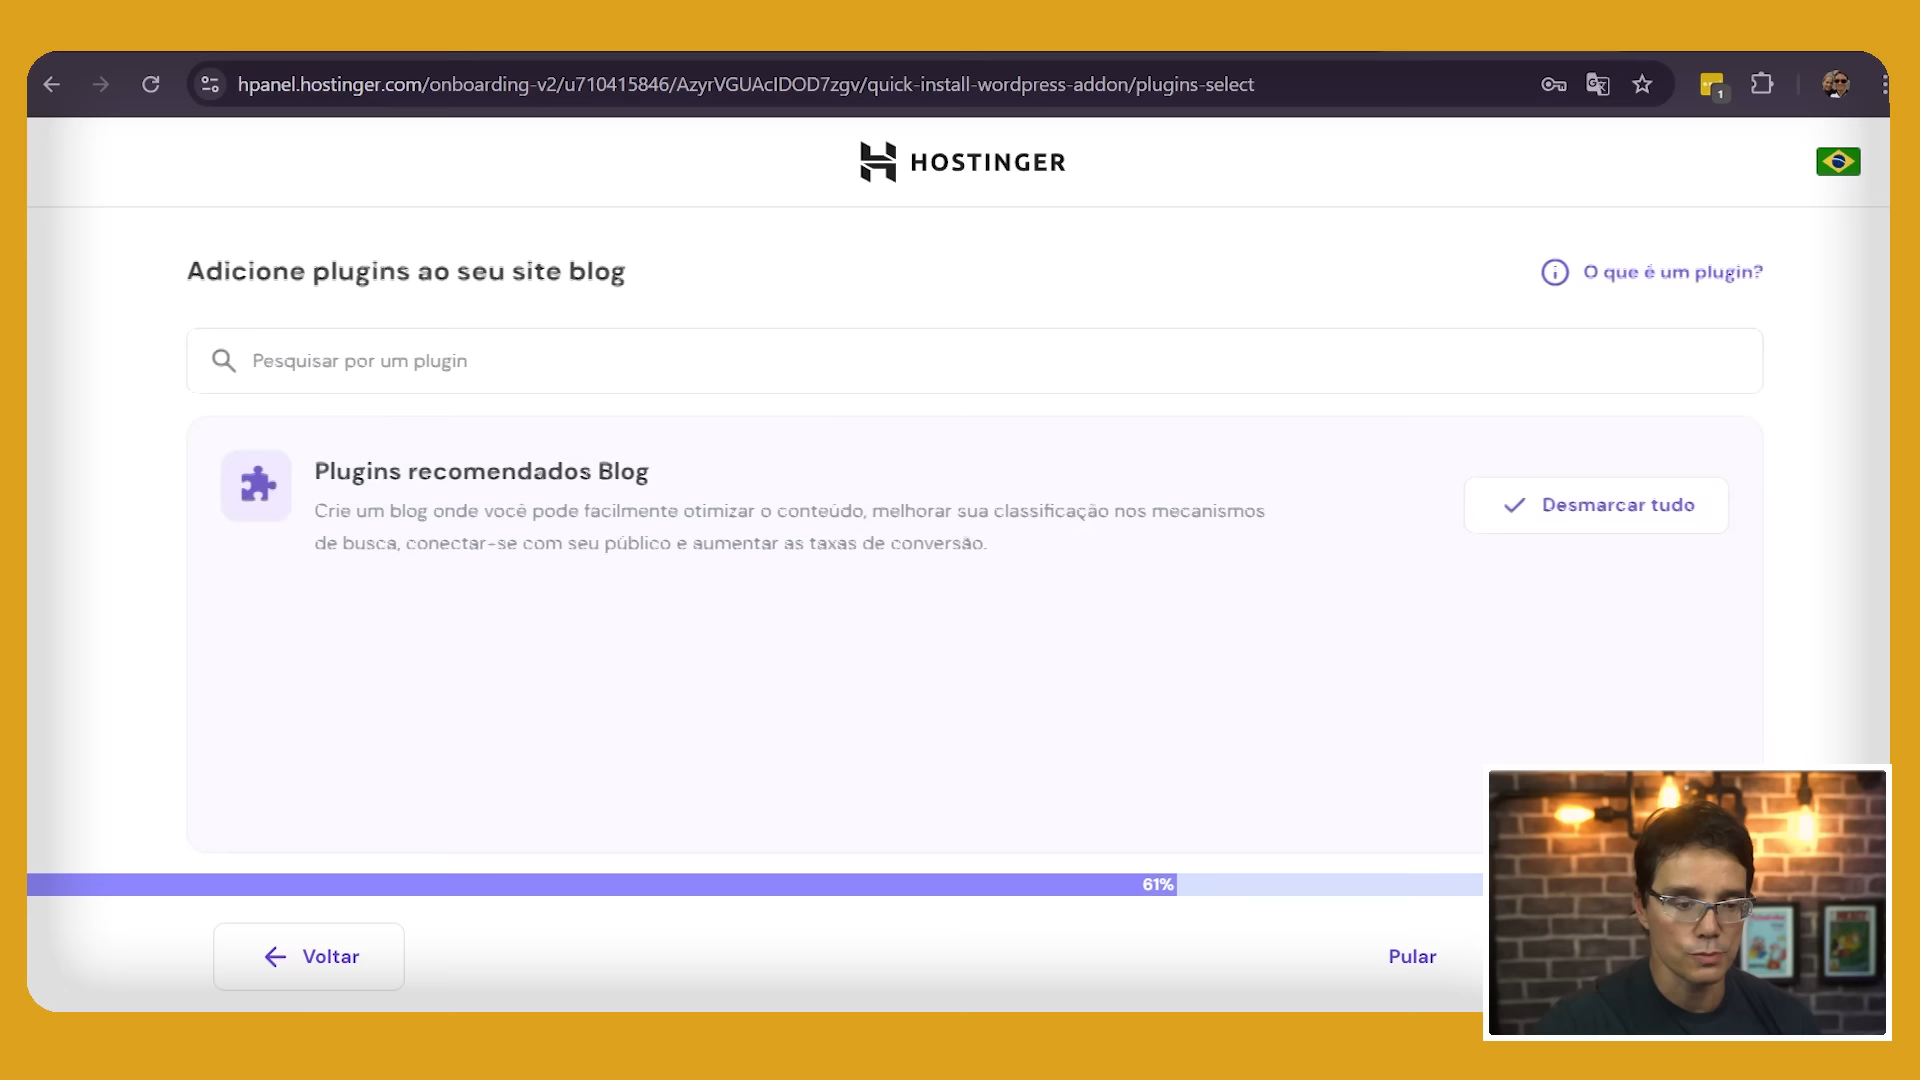 hpanel.hostinger.com/onboarding-v2/u710415846/AzyrVGUAcIDOD7zgv/quick-install-wordpress-addon/plugins-select
1
HOSTINGER
Adicione plugins ao seu site blog
O que é um plugin?
Pesquisar por um plugin
Plugins recomendados Blog
Crie um blog onde você pode facilmente otimizar o conteúdo, melhorar sua classificação nos mecanismos
de busca, conectar-se com seu público e aumentar as taxas de conversão.
Desmarcar tudo
61%
Voltar
Pular